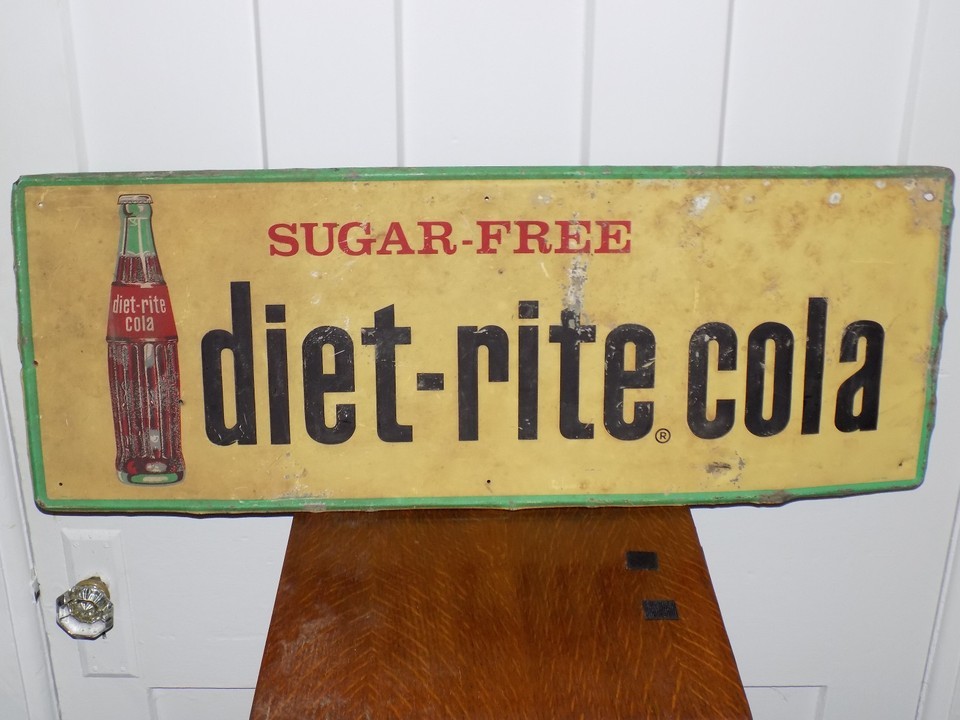 SUGAR-FREE
diet-rite cola®
diet-rite
cola